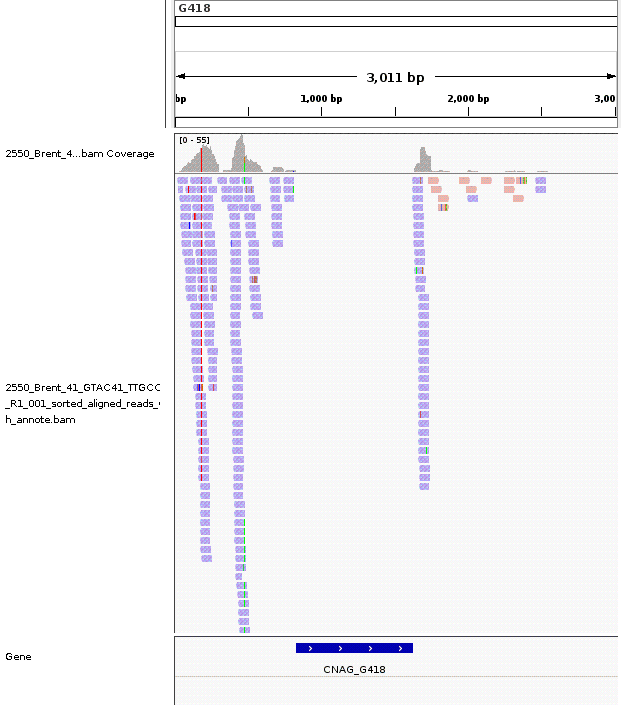 G418
3,011 bp
bp
1,000 bp
2,000 bp
3,00
[0 - 55]
2550_Brent_4...bam Coverage
2550_Brent_41_GTAC41_TTGCC
_R1_001_sorted_aligned_reads_
h_annote.bam
Gene
CNAG_G418